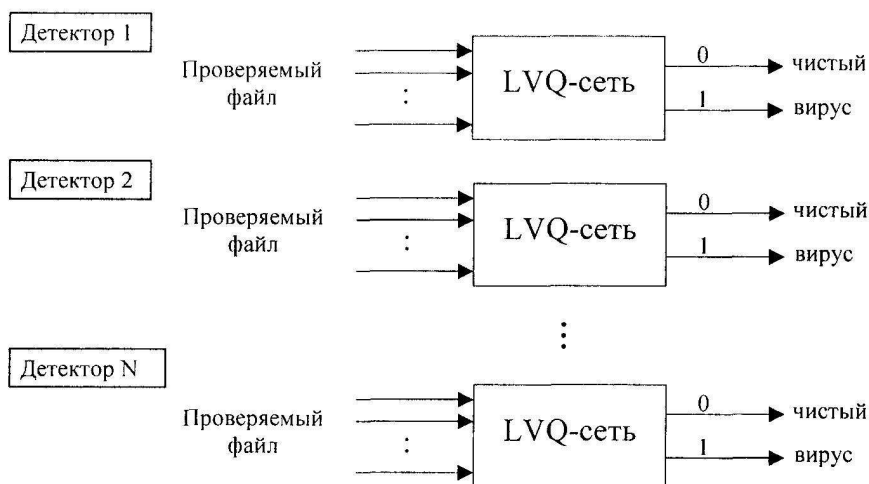 Детектор 1
Проверяемый
файл
:
LVQ-сеть
0
чистый
1
вирус
Детектор 2
Проверяемый
файл
:
LVQ-сеть
0
чистый
1
вирус
⋮
Детектор N
Проверяемый
файл
:
LVQ-сеть
0
чистый
1
вирус